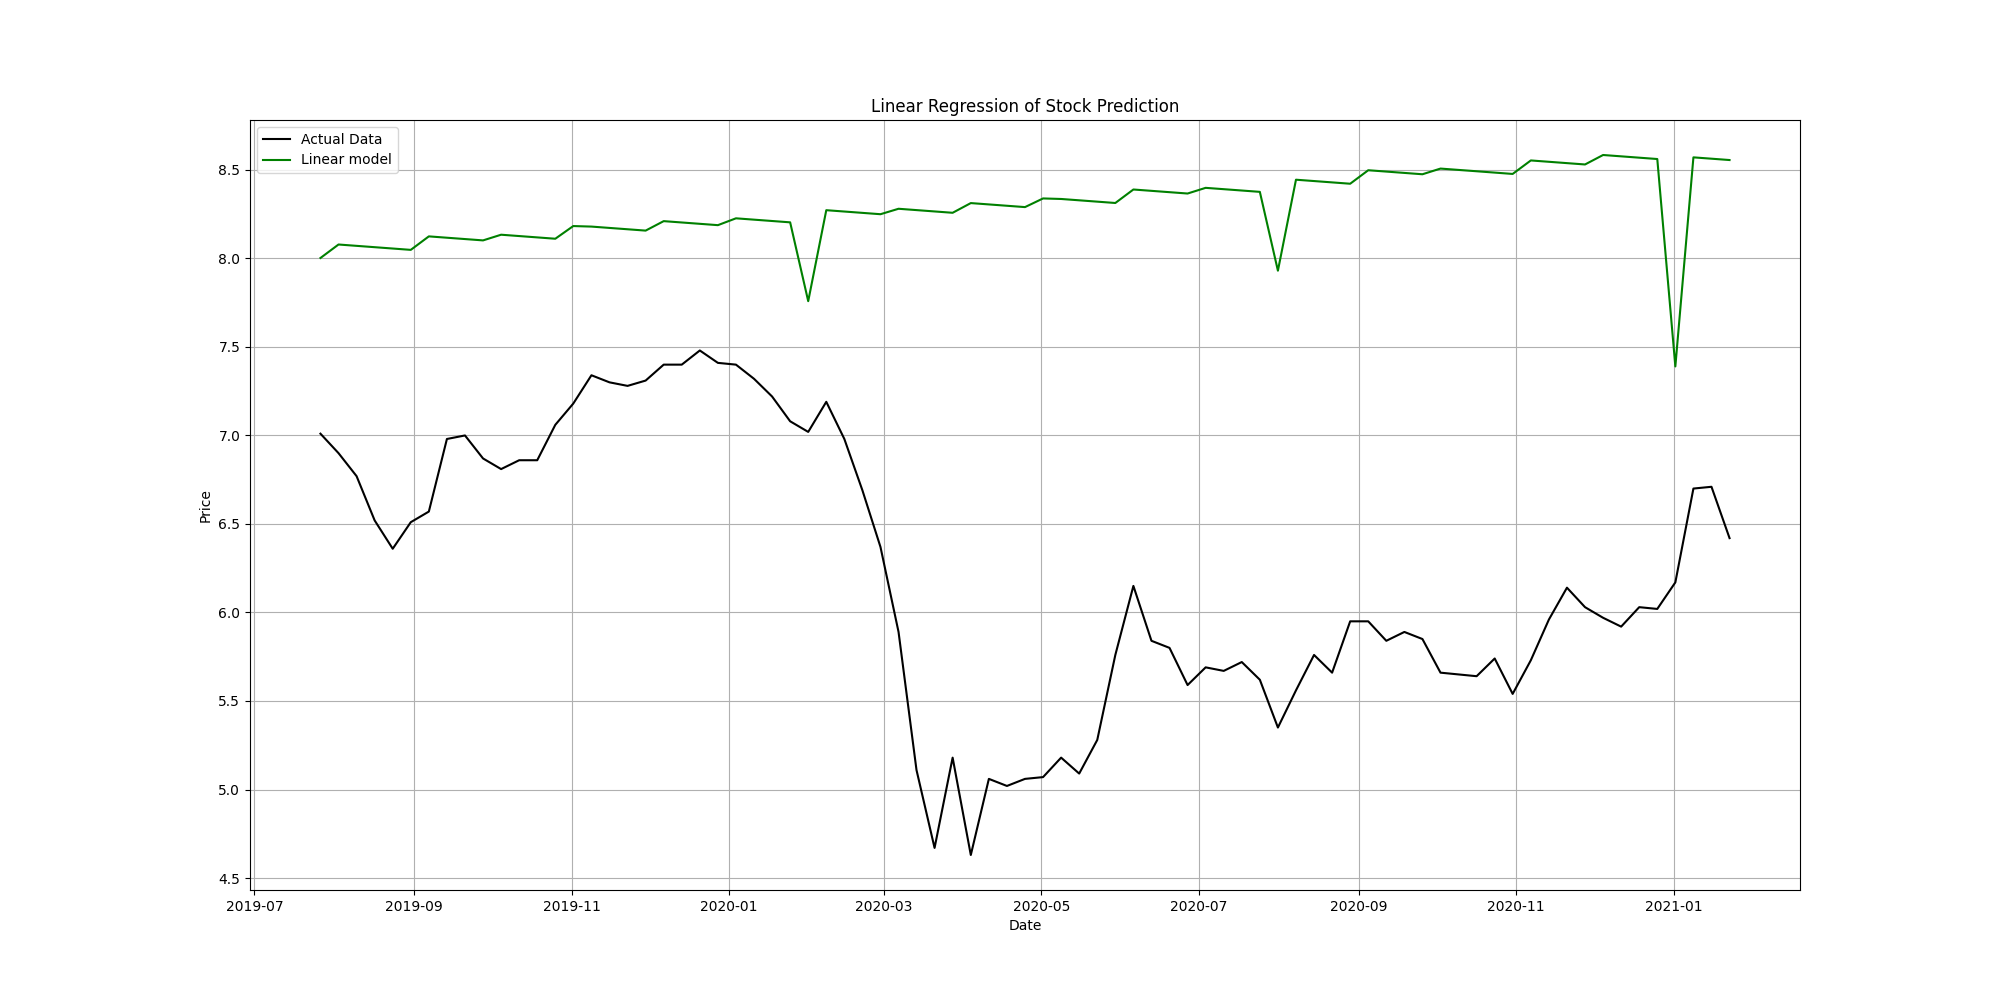 Linear Regression of Stock Prediction
Actual Data
Linear model
8.5
8.0
7.5
7.0
6.5
6.0
5.5
5.0
4.5
Price
2019-07 2019-09 2019-11 2020-01 2020-03 2020-05 2020-07 2020-09 2020-11 2021-01
Date